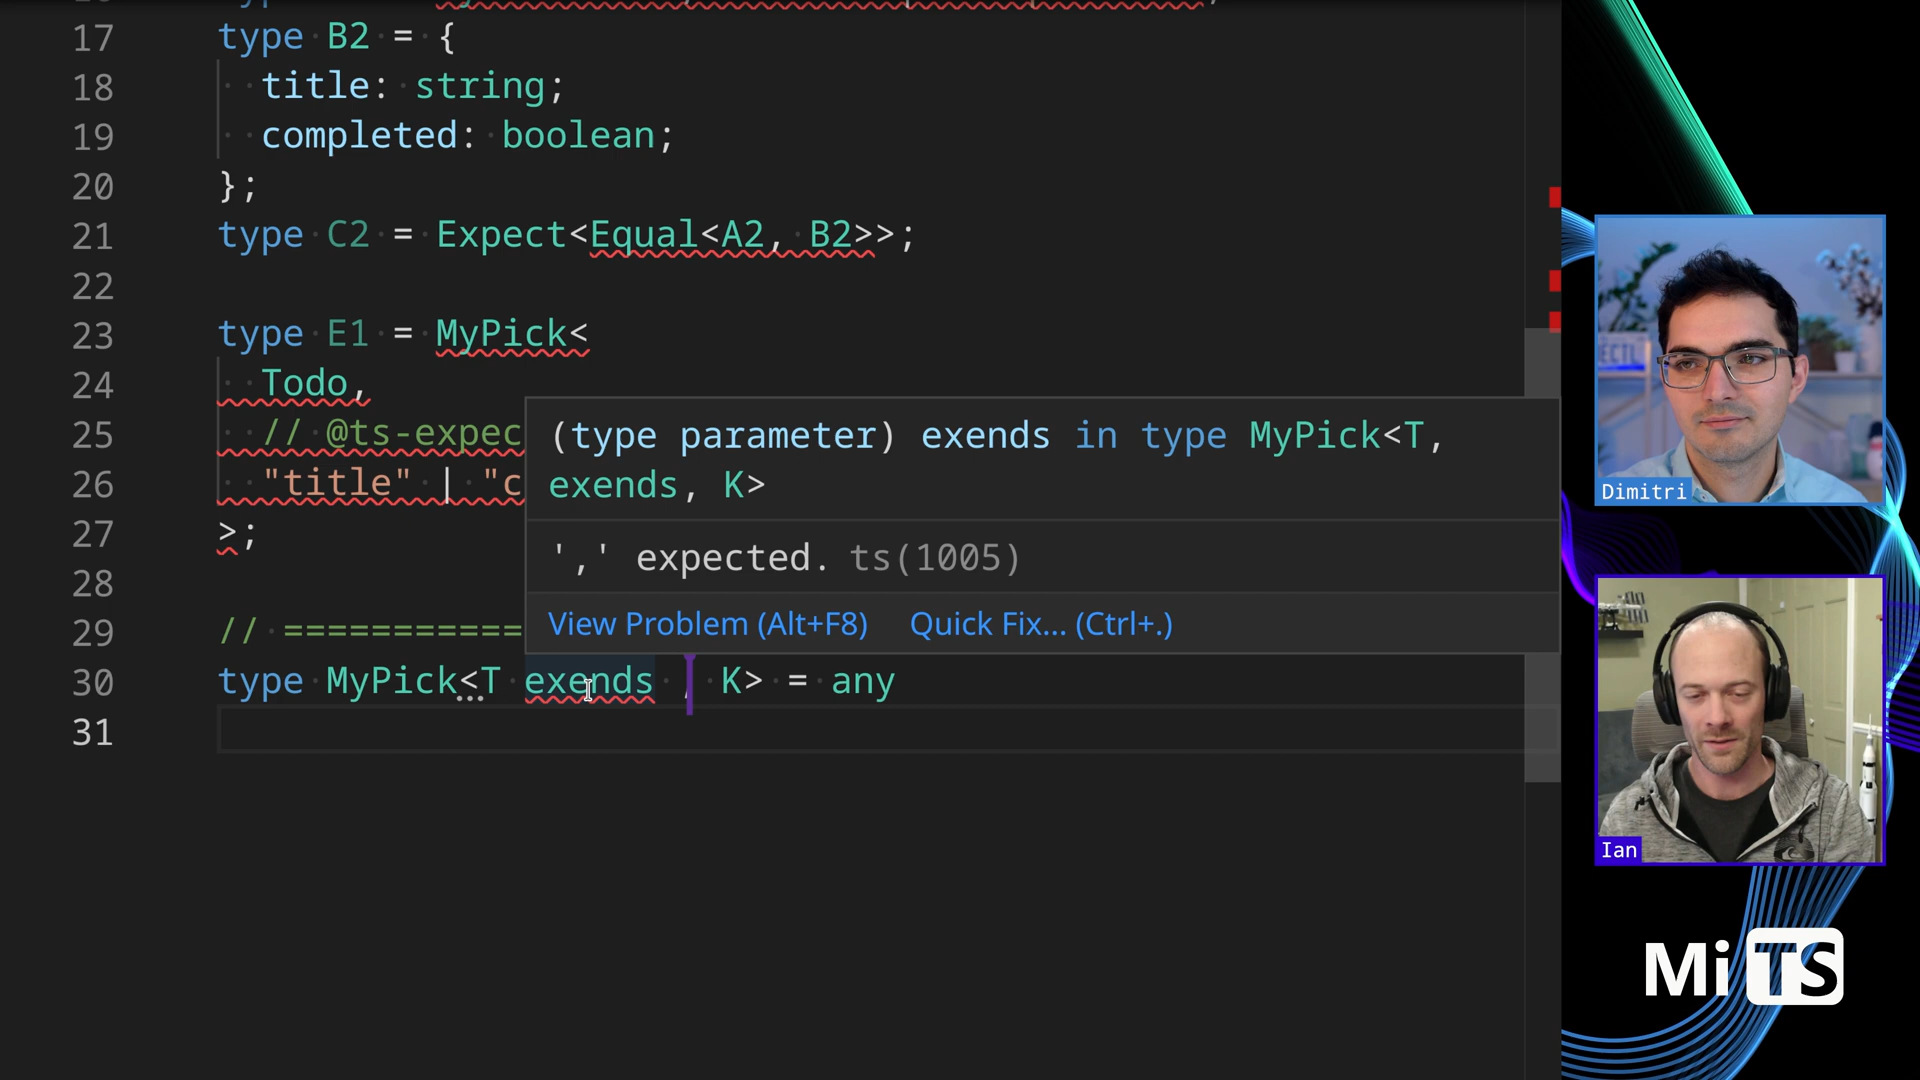 17 type B2 = {
18 title: string;
19 completed: boolean;
20 };
21 type C2 = Expect<Equal<A2, B2>>;
22
23 type E1 = MyPick<
24 Todo,
25 // @ts-expec
26 "title" | "c
27 >;
28
29 // ===========
30 type MyPick<T exends , K> = any
31
(type parameter) exends in type MyPick<T,
exends, K>
',' expected. ts(1005)
View Problem (Alt+F8) Quick Fix... (Ctrl+.)
Dimitri
Ian
MiTS